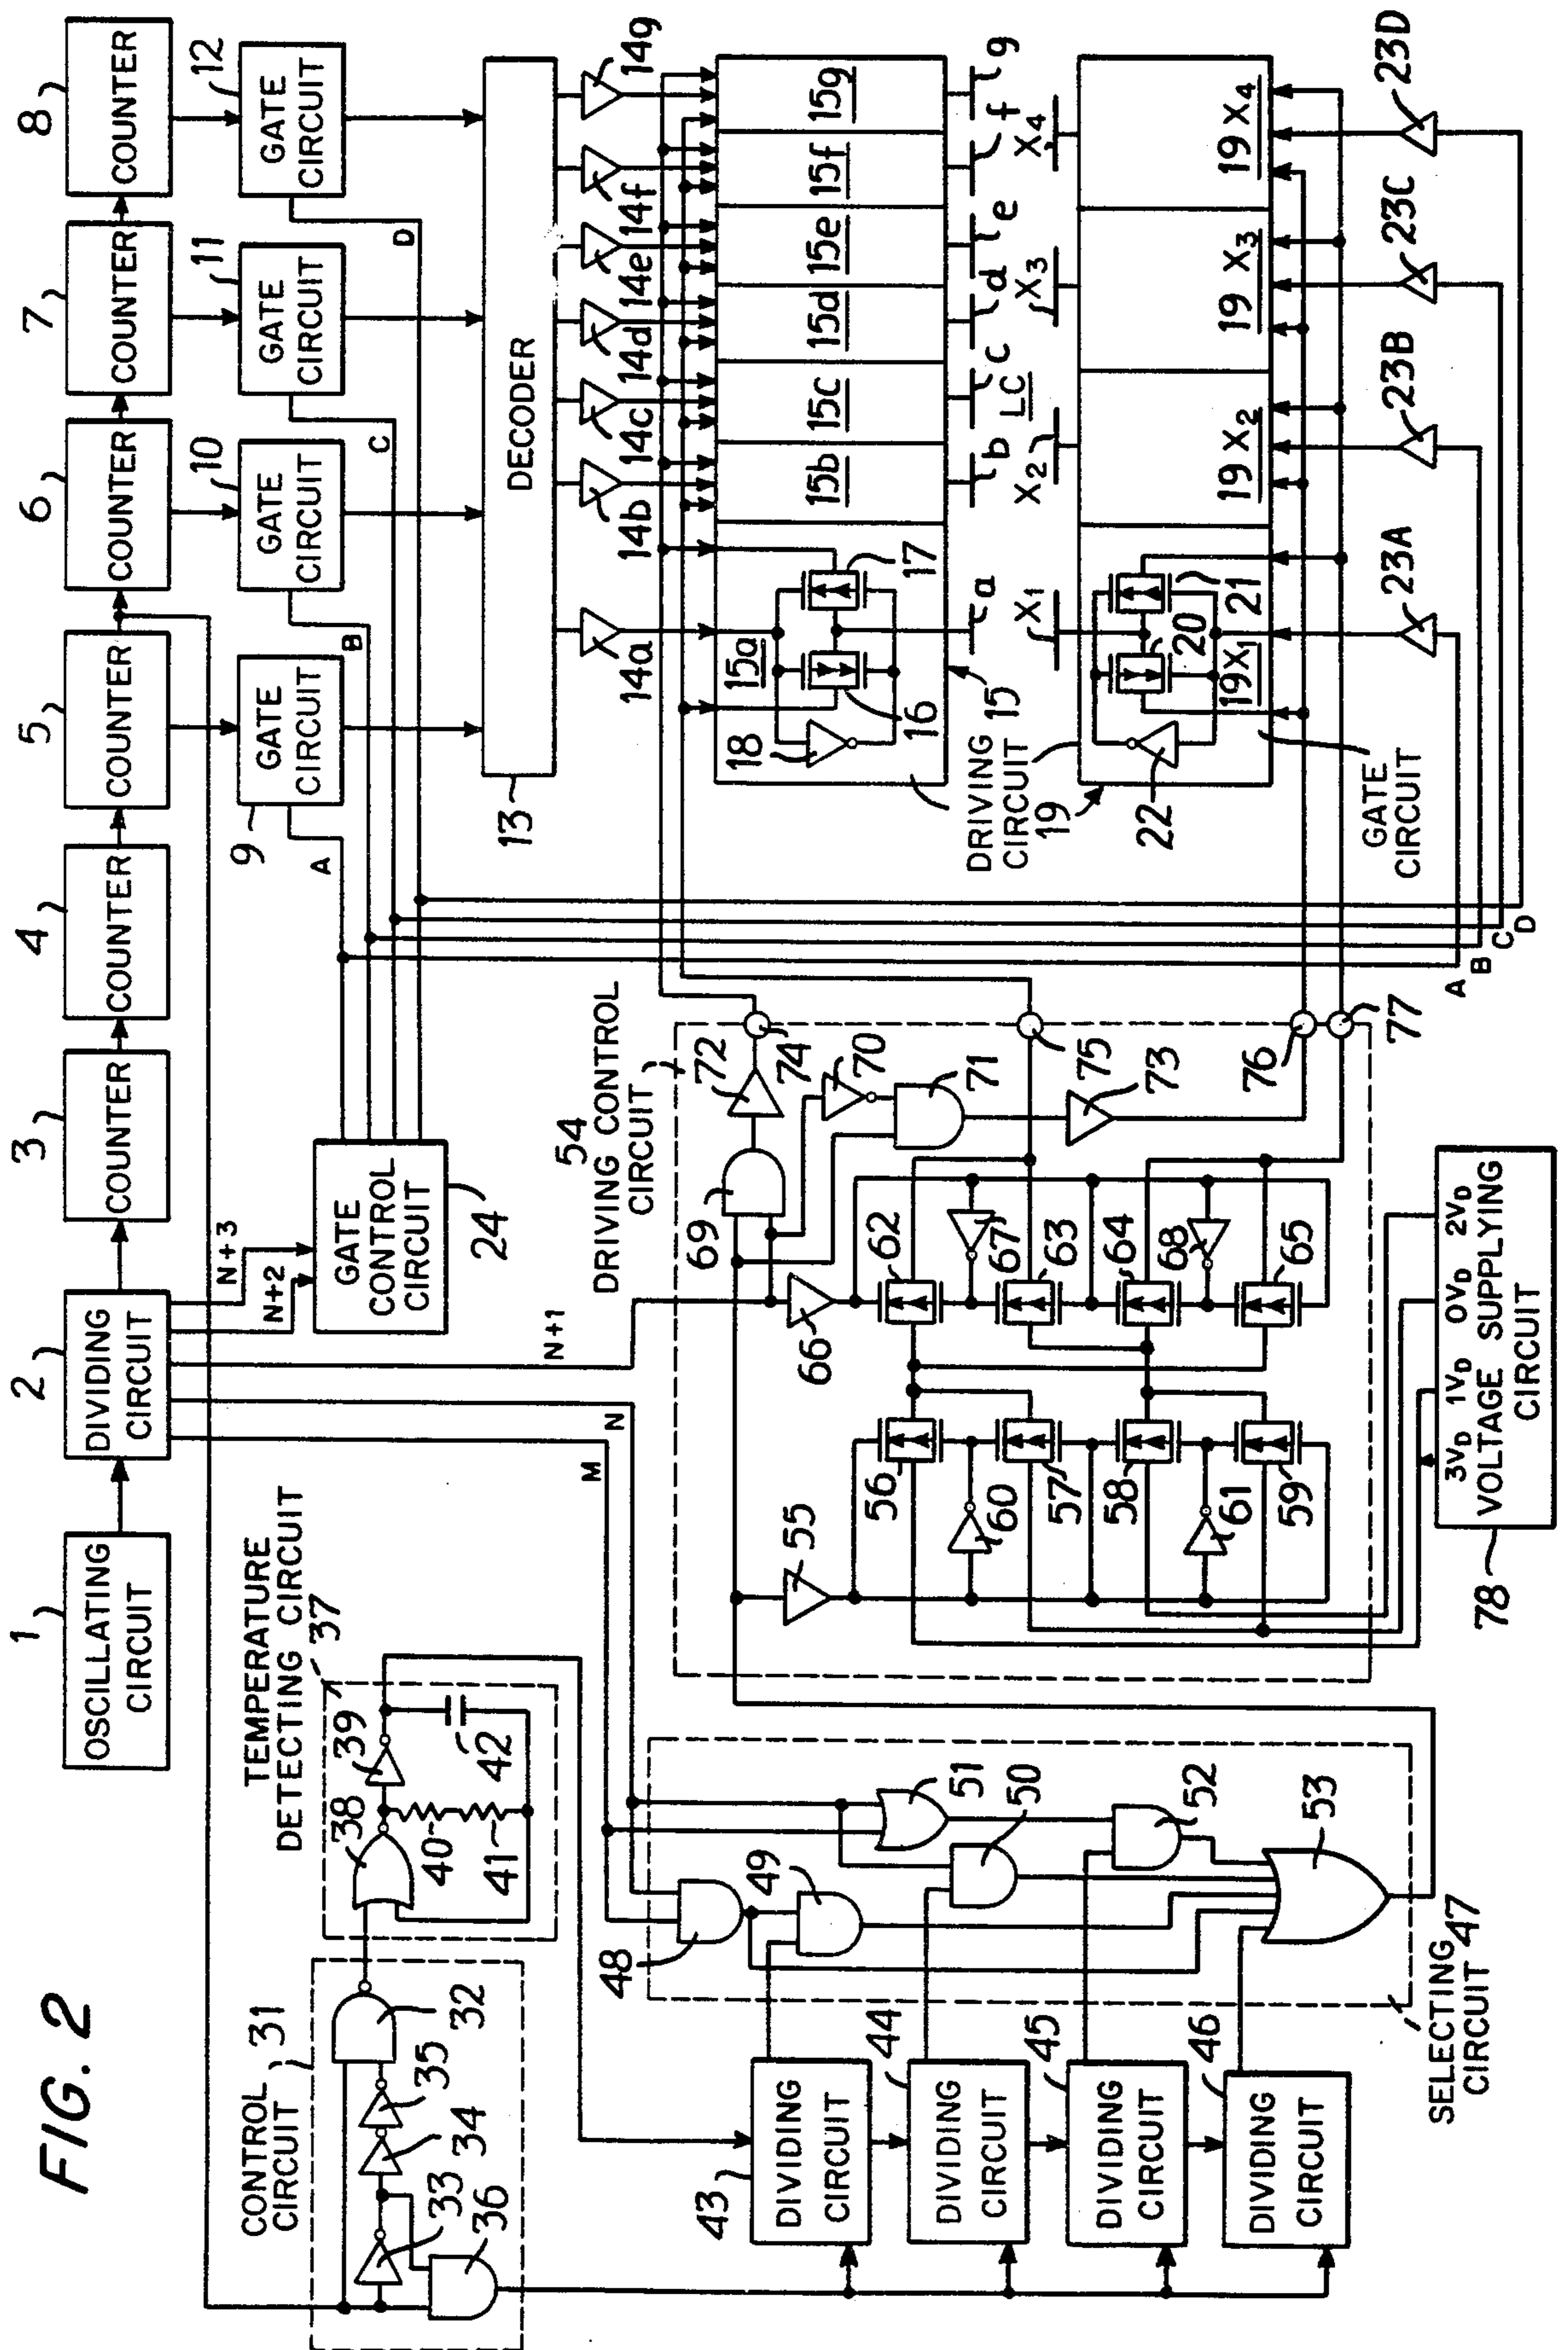 FIG. 2
1
OSCILLATING
CIRCUIT
2
DIVIDING
CIRCUIT
3
COUNTER
4
COUNTER
5
COUNTER
6
COUNTER
7
COUNTER
8
COUNTER
N+3
N+2
N+1
N
M
GATE
CONTROL
CIRCUIT
24
9
GATE
CIRCUIT
10
GATE
CIRCUIT
11
GATE
CIRCUIT
12
GATE
CIRCUIT
A
B
C
D
13
DECODER
14a
14b
14c
14d
14e
14f
14g
15a
15b
15c
15d
15e
15f
15g
16
17
18
DRIVING
CIRCUIT
15
a
b
c
d
e
f
g
LC
X1
X2
X3
X4
19
19X1
19X2
19X3
19X4
20
21
22
GATE
CIRCUIT
23A
23B
23C
23D
A
B
C
D
CONTROL
CIRCUIT
31
32
33
34
35
36
TEMPERATURE
DETECTING CIRCUIT
37
38
39
40
41
42
43
DIVIDING
CIRCUIT
44
DIVIDING
CIRCUIT
45
DIVIDING
CIRCUIT
46
DIVIDING
CIRCUIT
SELECTING
CIRCUIT
47
48
49
50
51
52
53
54
DRIVING CONTROL
CIRCUIT
55
56
57
58
59
60
61
62
63
64
65
66
67
68
69
70
71
72
73
74
75
75
76
77
78
3VD 1VD 0VD 2VD
VOLTAGE SUPPLYING
CIRCUIT